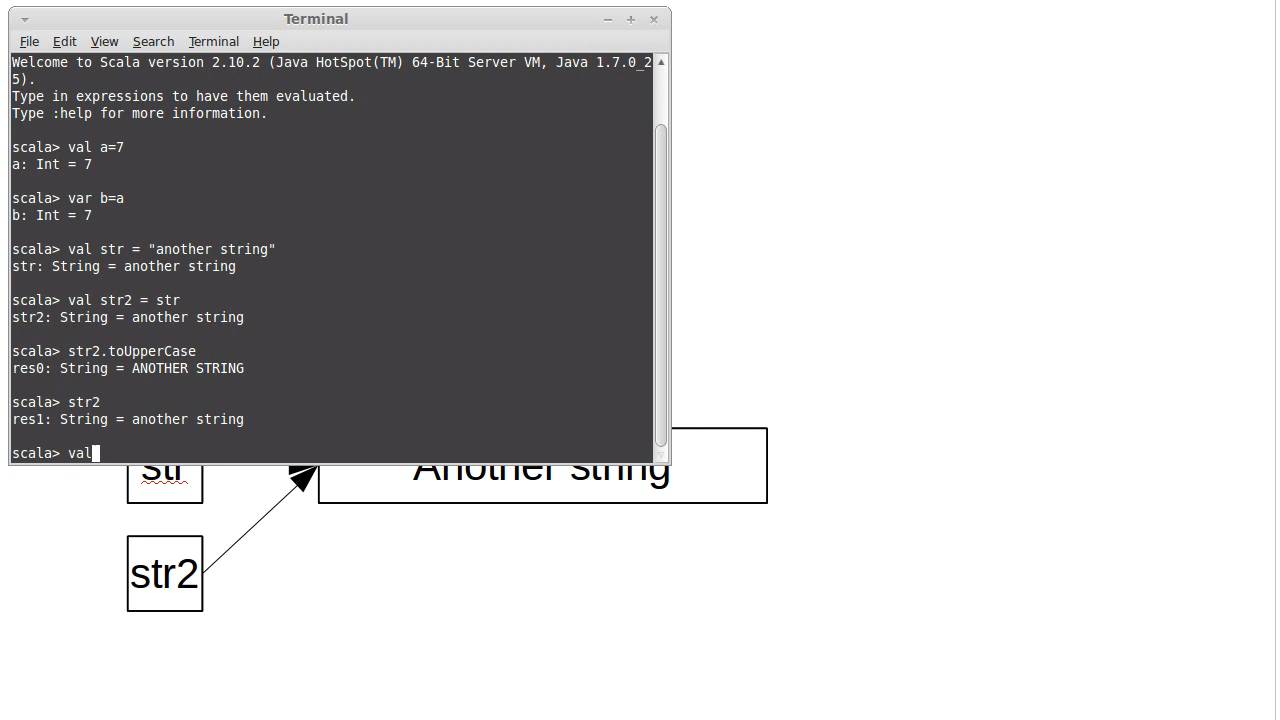 Terminal
File Edit View Search Terminal Help
Welcome to Scala version 2.10.2 (Java HotSpot(TM) 64-Bit Server VM, Java 1.7.0_2
5).
Type in expressions to have them evaluated.
Type :help for more information.
scala> val a=7
a: Int = 7
scala> var b=a
b: Int = 7
scala> val str = "another string"
str: String = another string
scala> val str2 = str
str2: String = another string
scala> str2.toUpperCase
res0: String = ANOTHER STRING
scala> str2
res1: String = another string
scala> val
str Another string
str2